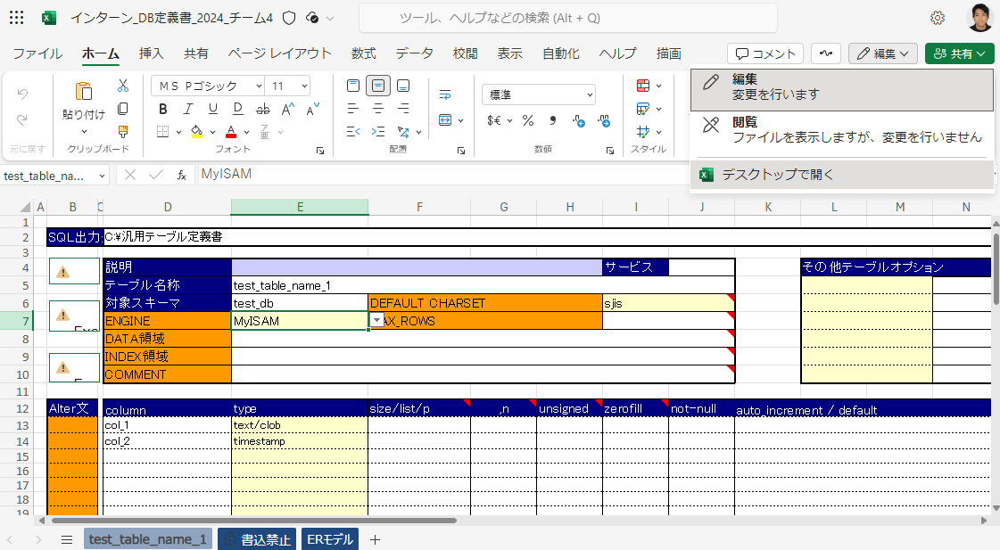 インターン_DB定義書_2024_チーム4
ツール、ヘルプなどの検索 (Alt + Q)
ファイル ホーム 挿入 共有 ページ レイアウト 数式 データ 校閲 表示 自動化 ヘルプ 描画
コメント 編集 共有
編集
変更を行います
閲覧
ファイルを表示しますが、変更を行いません
デスクトップで開く
貼り付け
ＭＳ Ｐゴシック 11
標準
B I U D ab A A
A 亜
$€ % 9
元に戻す クリップボード フォント 配置 数値 スタイル
test_table_na... fx MyISAM
A B C D E F G H I J K L M N
1
2 SQL出力 C:¥汎用テーブル定義書
3
4 説明 サービス その他テーブルオプション
5 テーブル名称 test_table_name_1
6 対象スキーマ test_db DEFAULT CHARSET sjis
7 ENGINE MyISAM AX_ROWS
8 DATA領域
9 INDEX領域
10 COMMENT
11
12 Alter文 column type size/list/p ,n unsigned zerofill not-null auto_increment / default
13 col_1 text/clob
14 col_2 timestamp
15
16
17
18
19
test_table_name_1 書込禁止 ERモデル